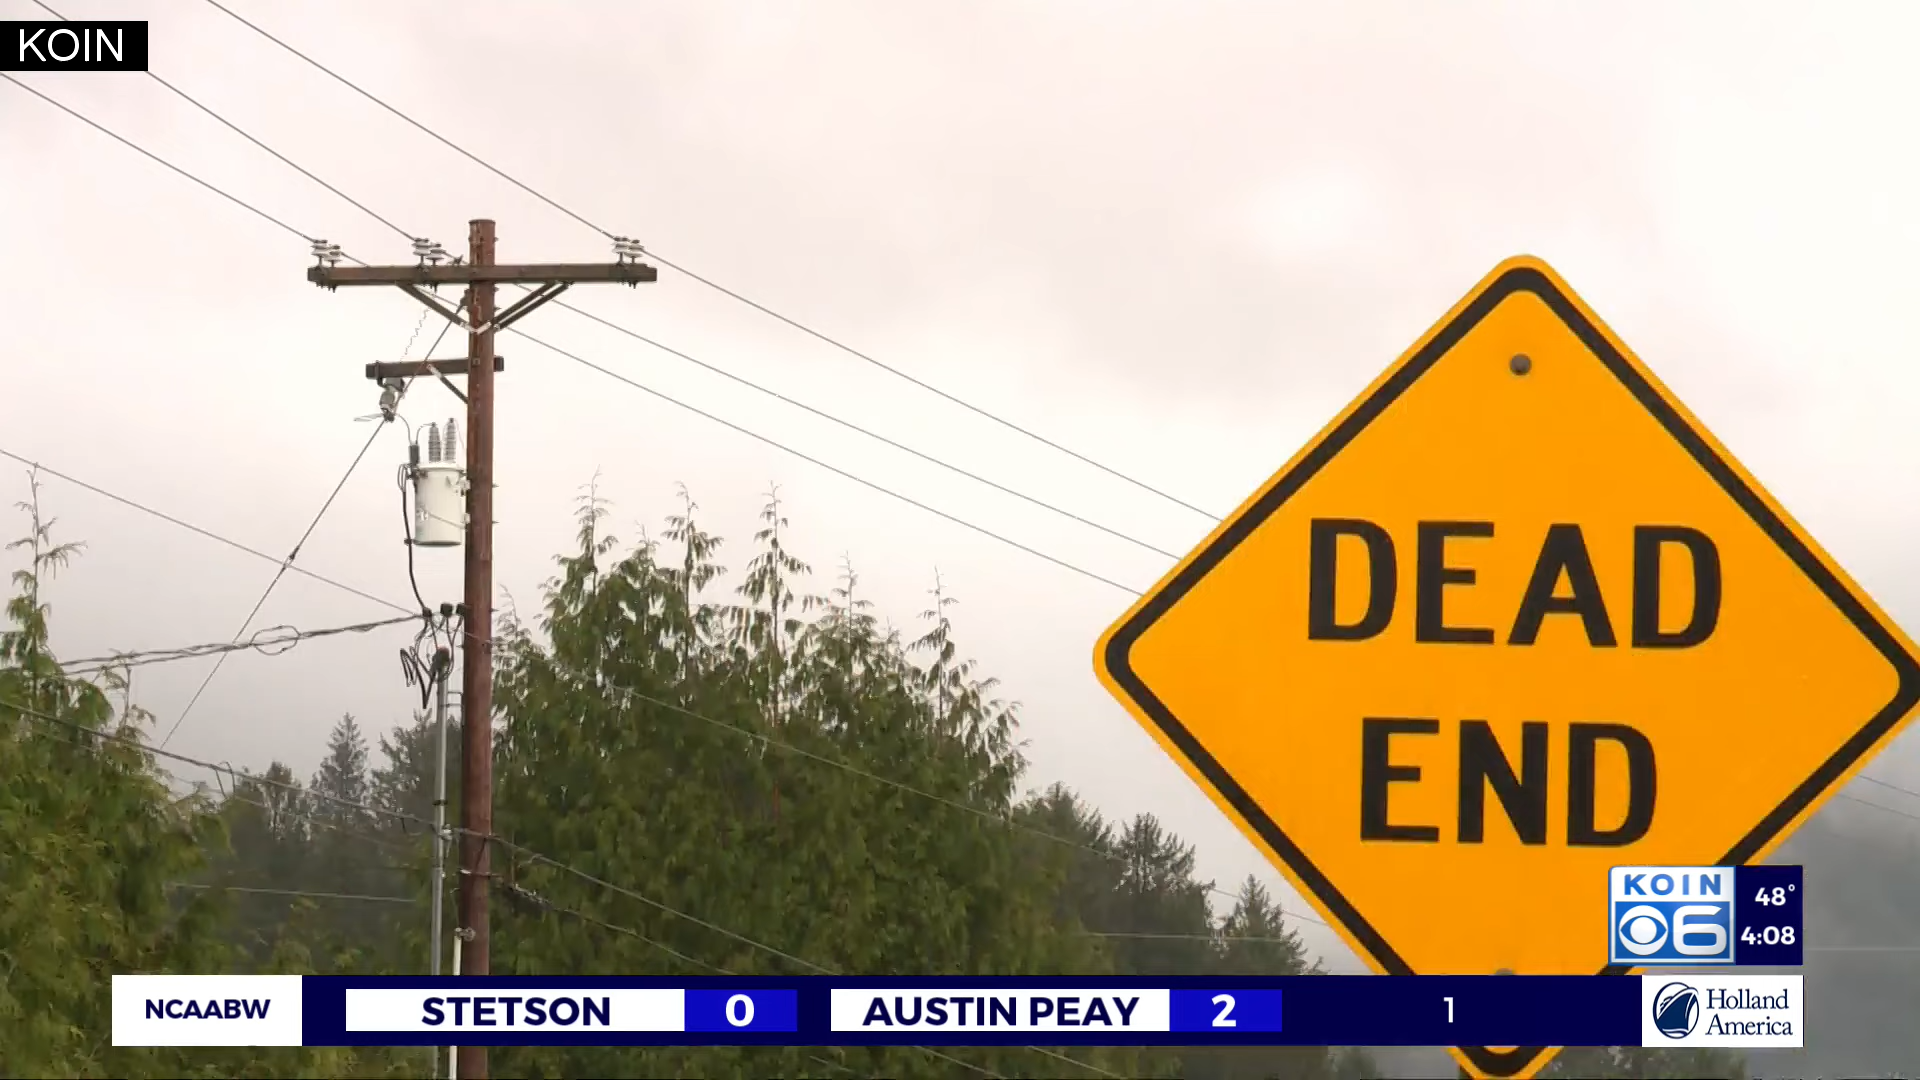 KOIN
DEAD
END
KOIN
6
48°
4:08
NCAABW
STETSON 0
AUSTIN PEAY 2
1
Holland
America